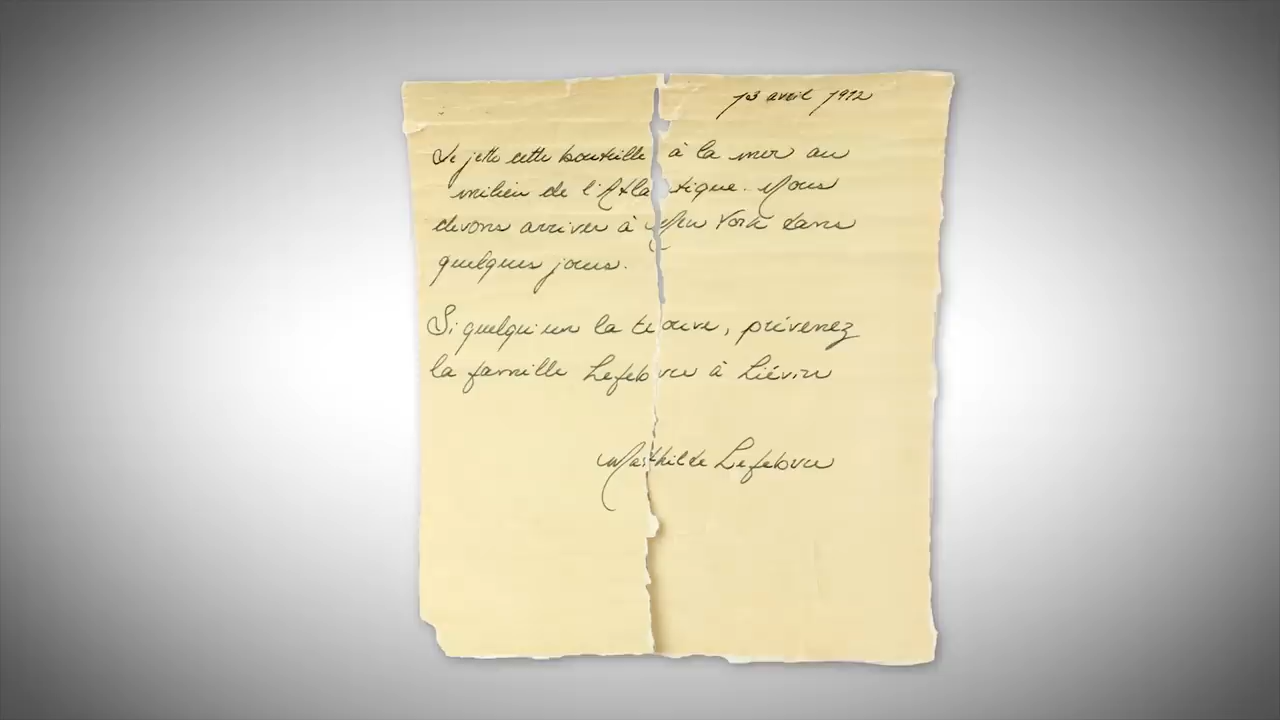 13 avril 1912
Je jette cette bouteille à la mer au
milieu de l'Atlantique. Nous
devons arriver à New York dans
quelques jours.
Si quelqu'un la trouve, prévenez
la famille Lefebvre à Liévin
Mathilde Lefebvre